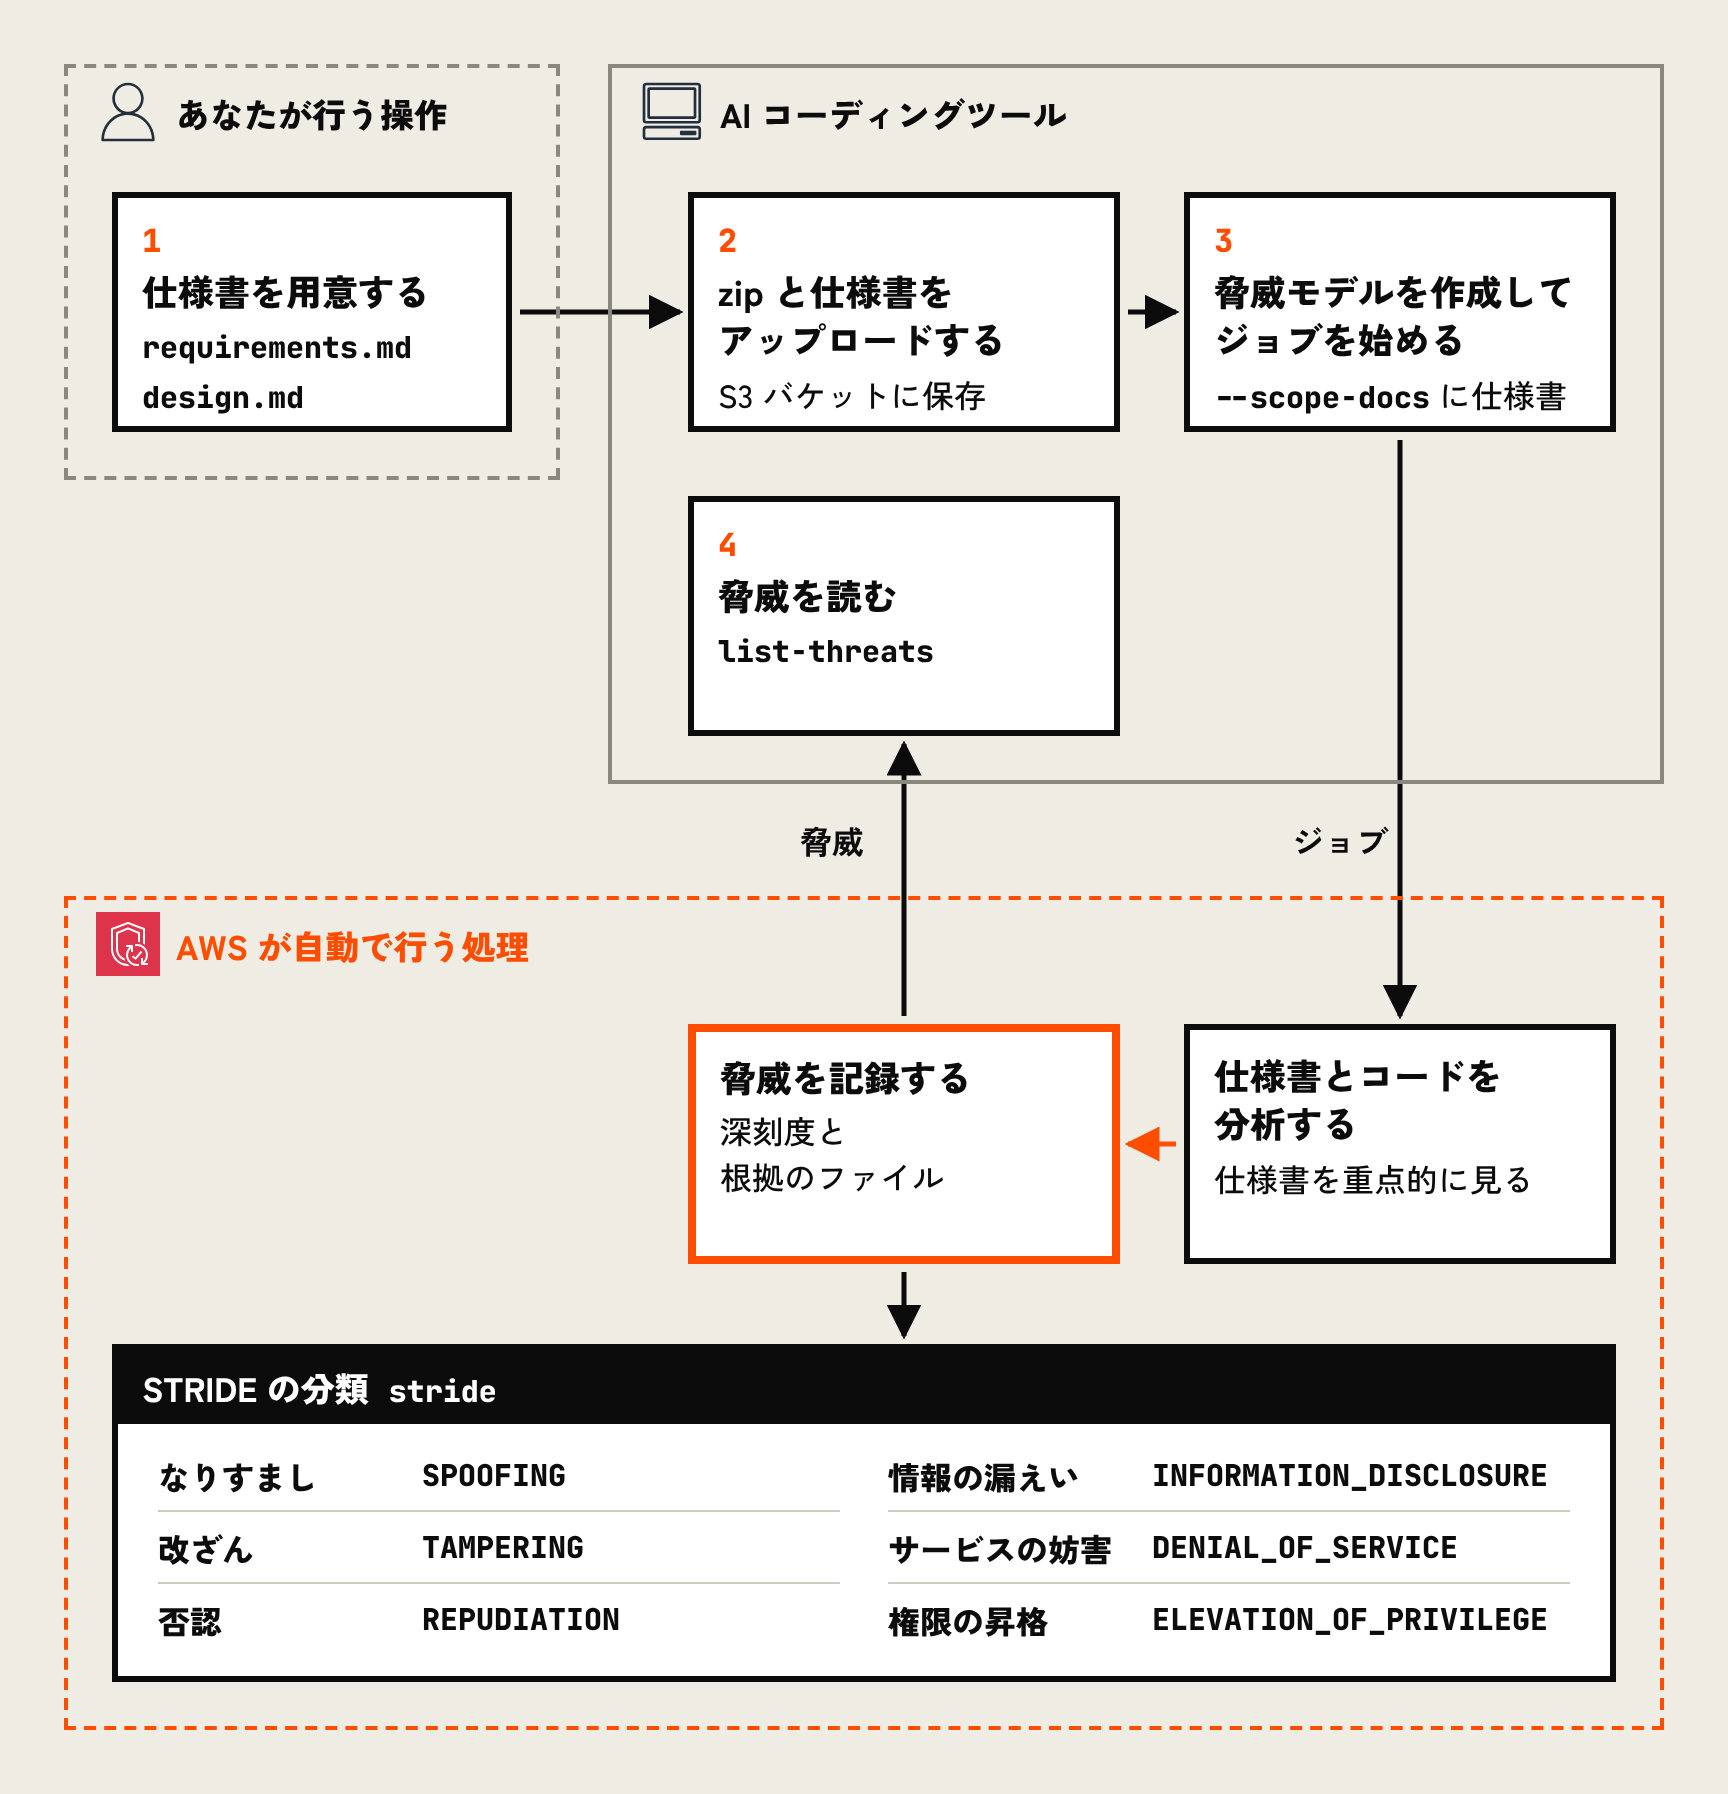 あなたが行う操作
1
仕様書を用意する
requirements.md
design.md
AI コーディングツール
2
zip と仕様書を
アップロードする
S3 バケットに保存
3
脅威モデルを作成して
ジョブを始める
--scope-docs に仕様書
4
脅威を読む
list-threats
脅威
ジョブ
AWS が自動で行う処理
脅威を記録する
深刻度と
根拠のファイル
仕様書とコードを
分析する
仕様書を重点的に見る
STRIDE の分類 stride
なりすまし SPOOFING
改ざん TAMPERING
否認 REPUDIATION
情報の漏えい INFORMATION_DISCLOSURE
サービスの妨害 DENIAL_OF_SERVICE
権限の昇格 ELEVATION_OF_PRIVILEGE